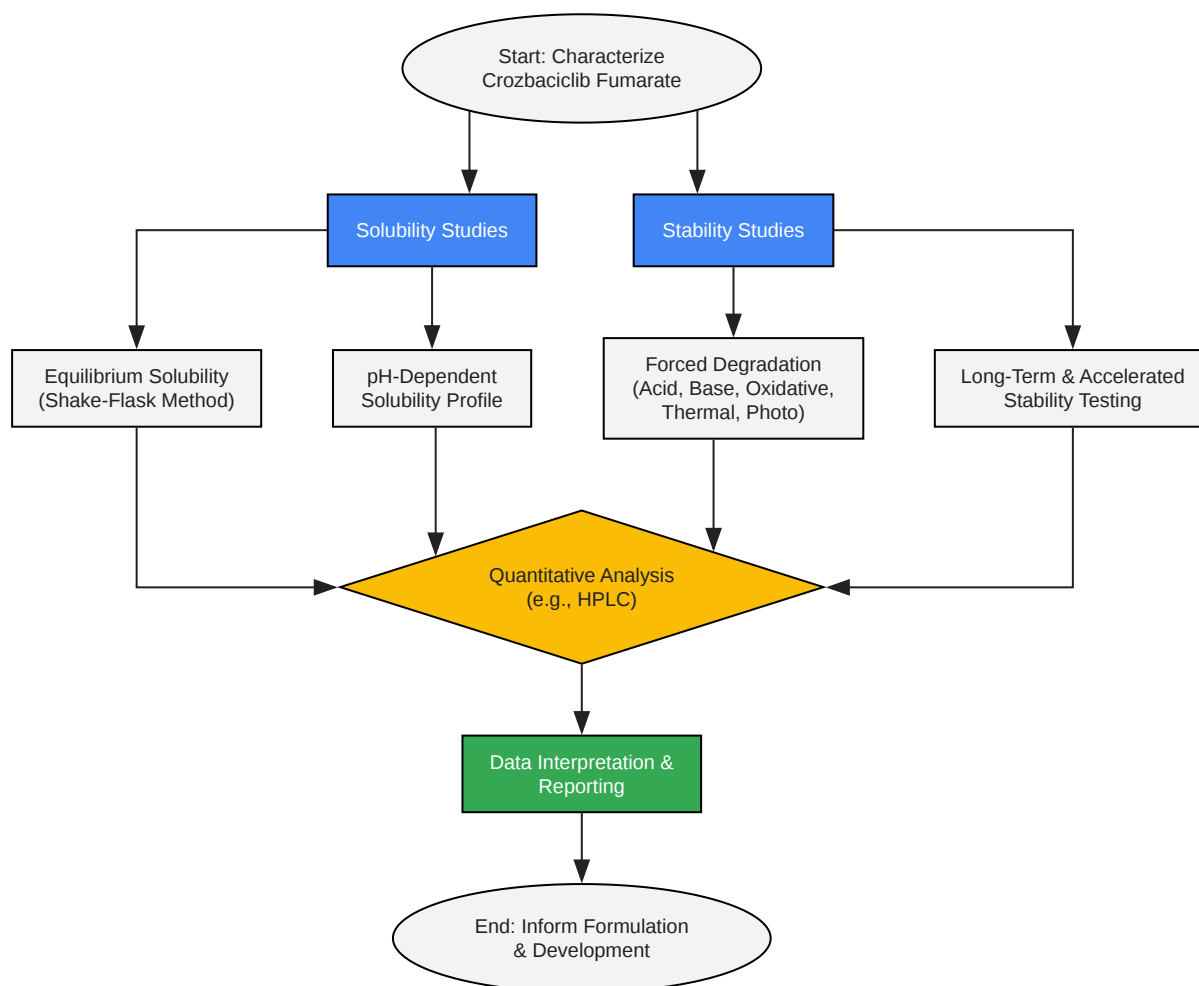 Start: Characterize
Crozbaciclib Fumarate
Solubility Studies
Stability Studies
Equilibrium Solubility
(Shake-Flask Method)
pH-Dependent
Solubility Profile
Forced Degradation
(Acid, Base, Oxidative,
Thermal, Photo)
Long-Term & Accelerated
Stability Testing
Quantitative Analysis
(e.g., HPLC)
Data Interpretation &
Reporting
End: Inform Formulation
& Development